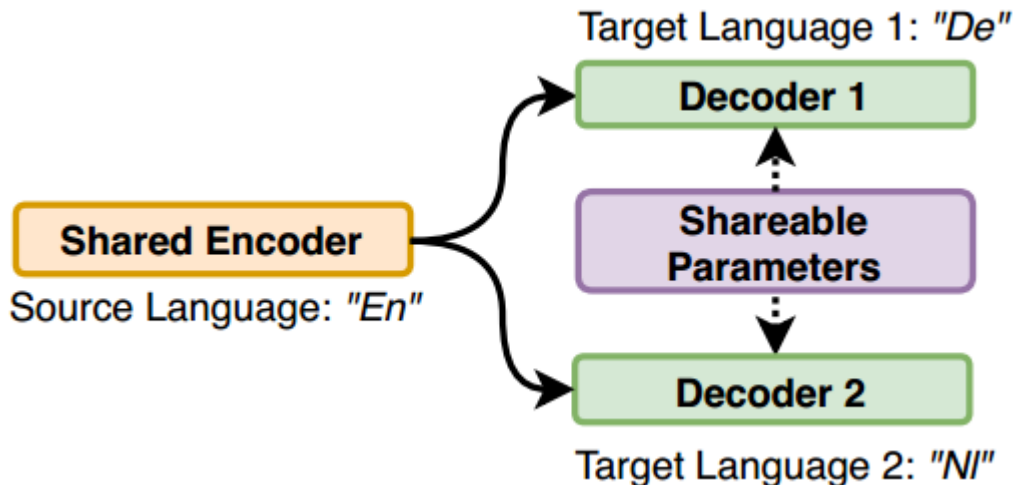 Target Language 1: "De"
Decoder 1
Shared Encoder
Source Language: "En"
Shareable
Parameters
Decoder 2
Target Language 2: "Nl"